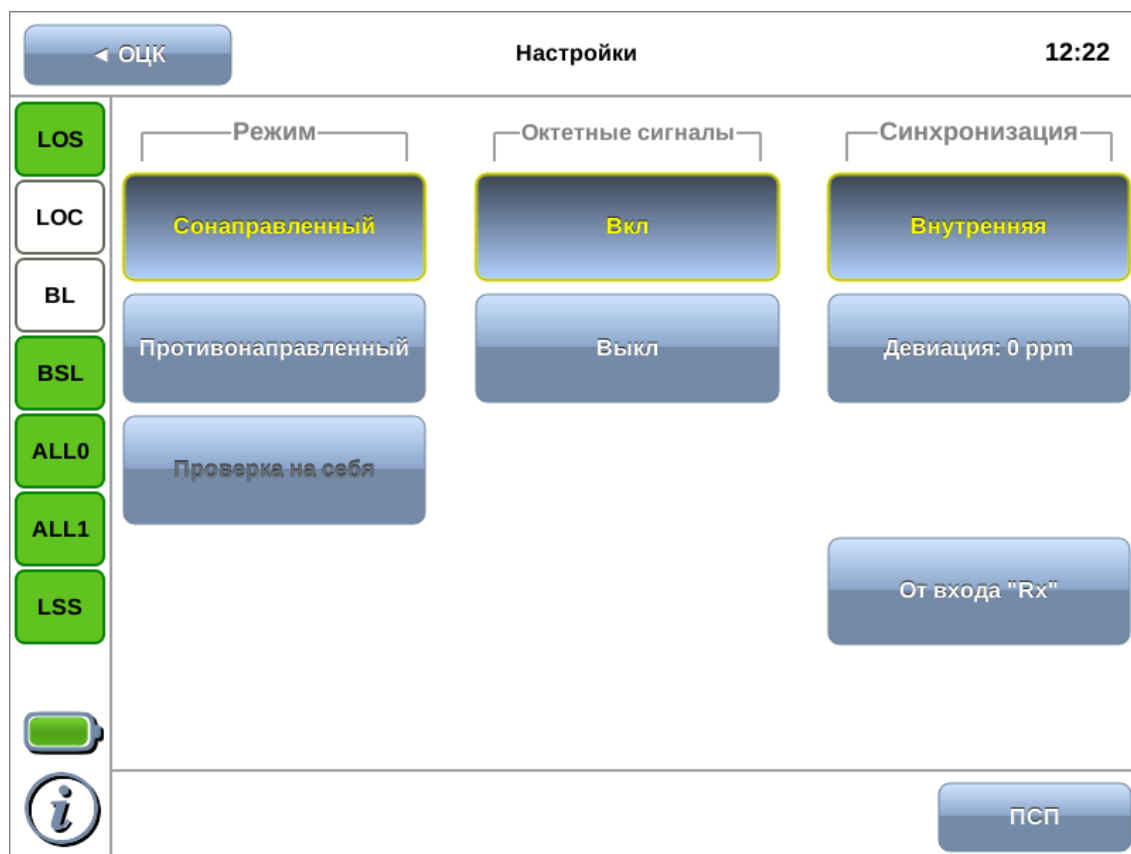 ◄ ОЦК
Настройки
12:22
LOS
LOC
BL
BSL
ALL0
ALL1
LSS
Режим
Октетные сигналы
Синхронизация
Сонаправленный
Вкл
Внутренняя
Противонаправленный
Выкл
Девиация: 0 ppm
Проверка на себя
От входа "Rx"
i
ПСП